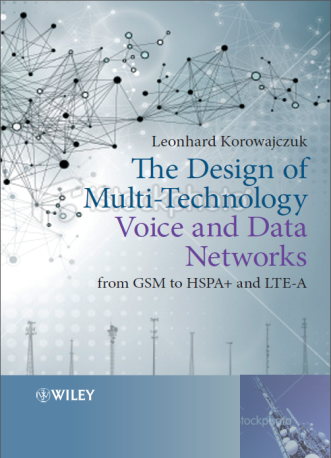 Leonhard Korowajczuk
The Design of
Multi-Technology
Voice and Data
Networks
from GSM to HSPA+ and LTE-A
WILEY
stockphoto